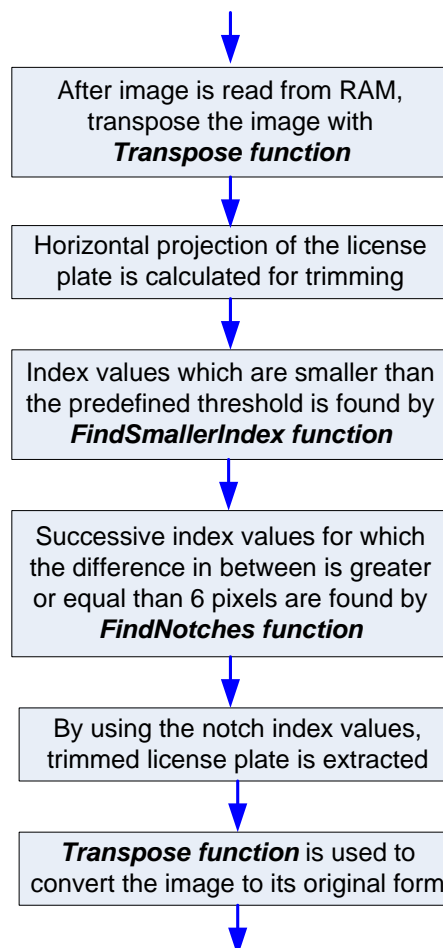 After image is read from RAM,
transpose the image with
Transpose function
Horizontal projection of the license
plate is calculated for trimming
Index values which are smaller than
the predefined threshold is found by
FindSmallerIndex function
Successive index values for which
the difference in between is greater
or equal than 6 pixels are found by
FindNotches function
By using the notch index values,
trimmed license plate is extracted
Transpose function is used to
convert the image to its original form